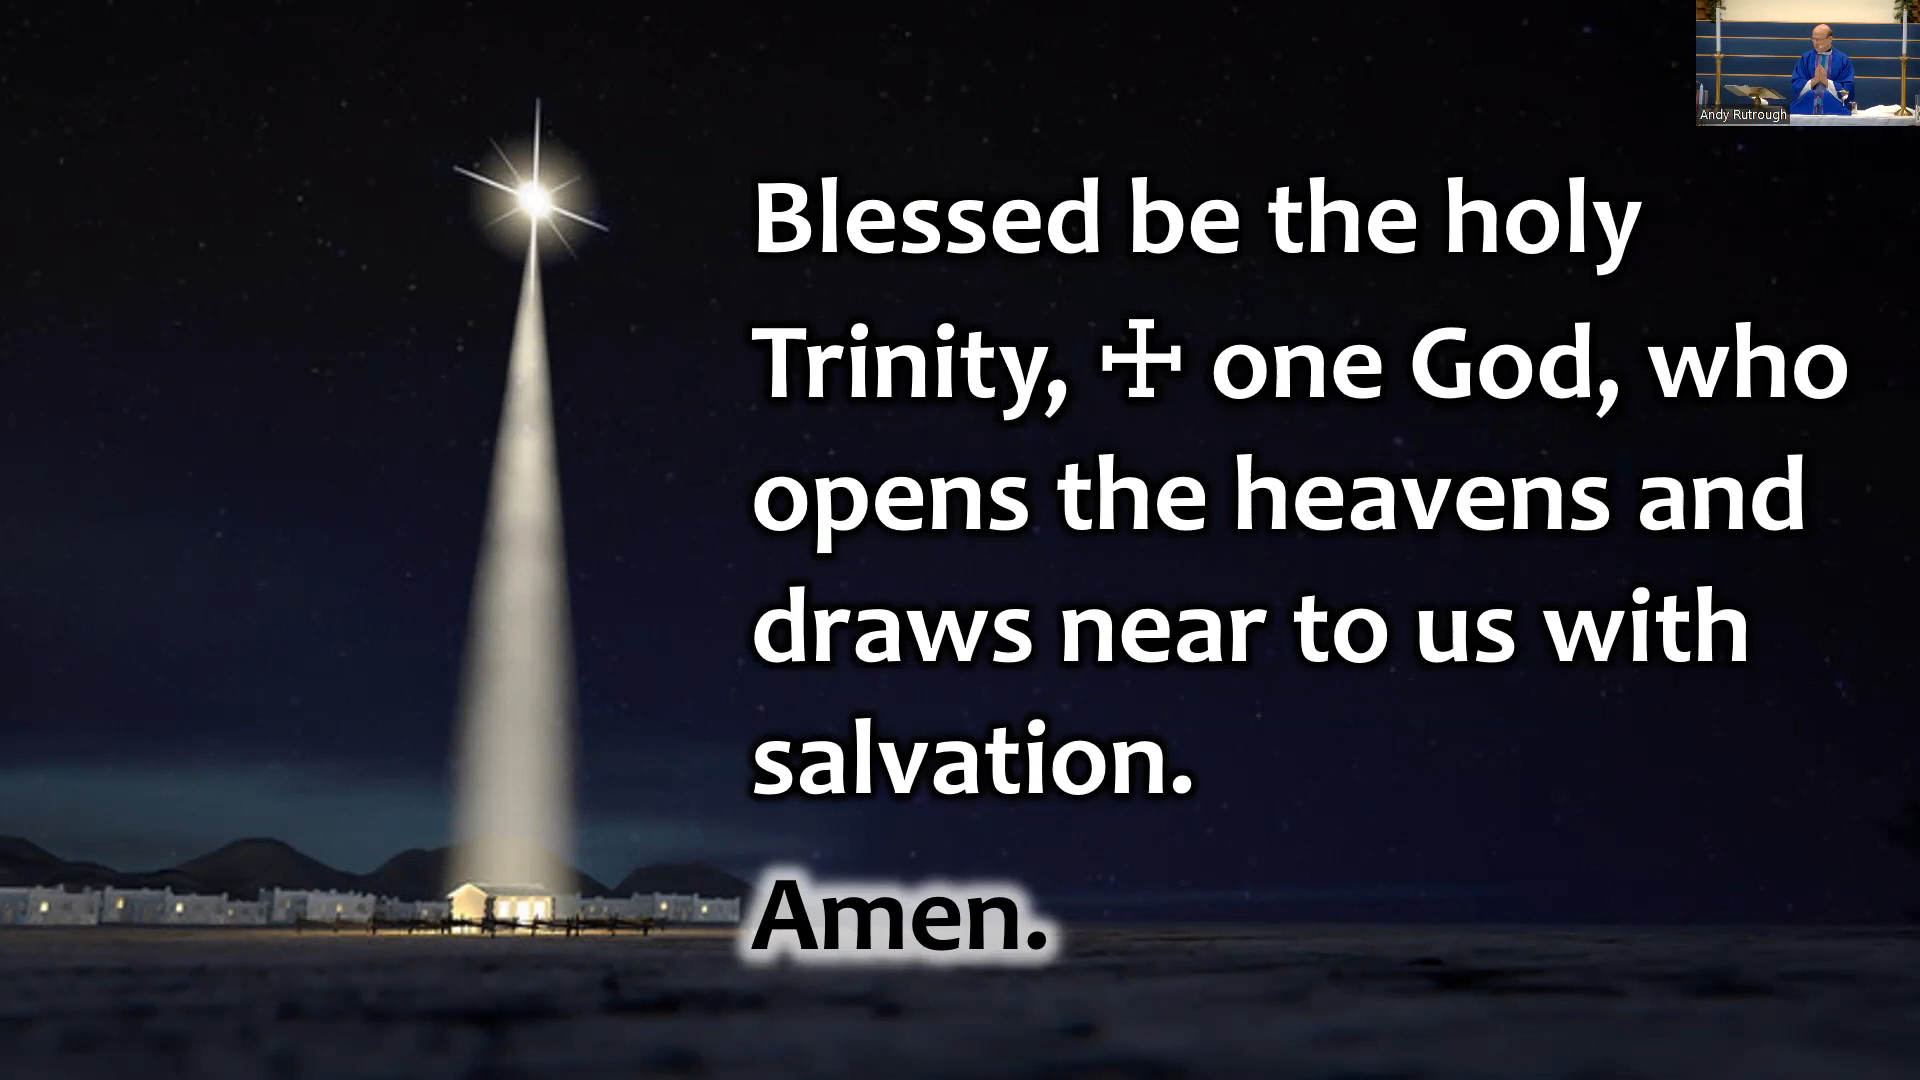 Andy Rutrough
Blessed be the holy
Trinity, ☩ one God, who
opens the heavens and
draws near to us with
salvation.
Amen.